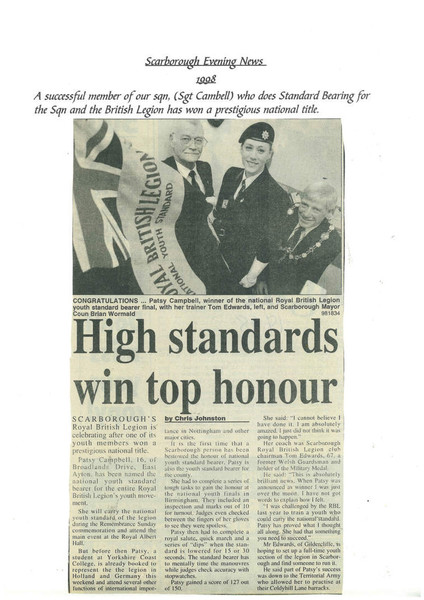 Scarborough Evening News
1998
A successful member of our sqn, (Sgt Cambell) who does Standard Bearing for
the Sqn and the British Legion has won a prestigious national title.
ROYAL BRITISH LEGION
NATIONAL
YOUTH STANDARD
CONGRATULATIONS ... Patsy Campbell, winner of the national Royal British Legion
youth standard bearer final, with her trainer Tom Edwards, left, and Scarborough Mayor
Coun Brian Wormald 981834
High standards
win top honour
SCARBOROUGH'S
Royal British Legion is
celebrating after one of its
younger members won a
prestigious national title.
Patsy Campbell, 16, of
Broadlands Drive, East
Ayton, has been named the
national youth standard
bearer for the entire Royal
British Legion's youth move-
ment.
She will carry the national
youth standard of the legion
during the Remembrance Sunday
commemorations and attend the
main event at the Royal Albert
Hall.
But before then Patsy, a
student at Yorkshire Coast
College, is already booked to
represent the the legion in
Holland and Germany this
weekend and attend several other
functions of international impor-
by Chris Johnston
tance in Nottingham and other
major cities.
It is the first time that a
Scarborough person has been
bestowed the honour of national
youth standard bearer. Patsy is
also the youth standard bearer for
the county.
She had to complete a series of
tough tasks to gain the honour at
the national youth finals in
Birmingham. They included an
inspection and marks out of 10
for turnout. Judges even checked
between the fingers of her gloves
to see they were spotless.
Patsy then had to complete a
royal salute, quick march and a
series of "dips" when the stan-
dard is lowered for 15 or 30
seconds. The standard bearer has
to mentally time the manoeuvres
while judges check accuracy with
stopwatches.
Patsy gained a score of 127 out
of 150.
She said: "I cannot believe I
have done it. I am absolutely
amazed. I just did not think it was
going to happen."
Her coach was Scarborough
Royal British Legion club
chairman Tom Edwards, 61, a
former Welsh Guardsman and
holder of the Military Medal.
He said: "This is absolutely
brilliant news. When Patsy was
announced as winner I was just
over the moon. I have not got
words to explain how I felt.
"I was challenged by the RBL
last year to train a youth who
could carry the national standard.
Patsy has proved what I thought
all along. She had that something
you need to succeed."
Mr Edwards, of Gildercliffe, is
hoping to set up a full-time youth
section of the legion in Scarbor-
ough and find someone to run it.
He said part of Patsy's success
was down to the Territorial Army
who allowed her to practise at
their Coldyhill Lane barracks.